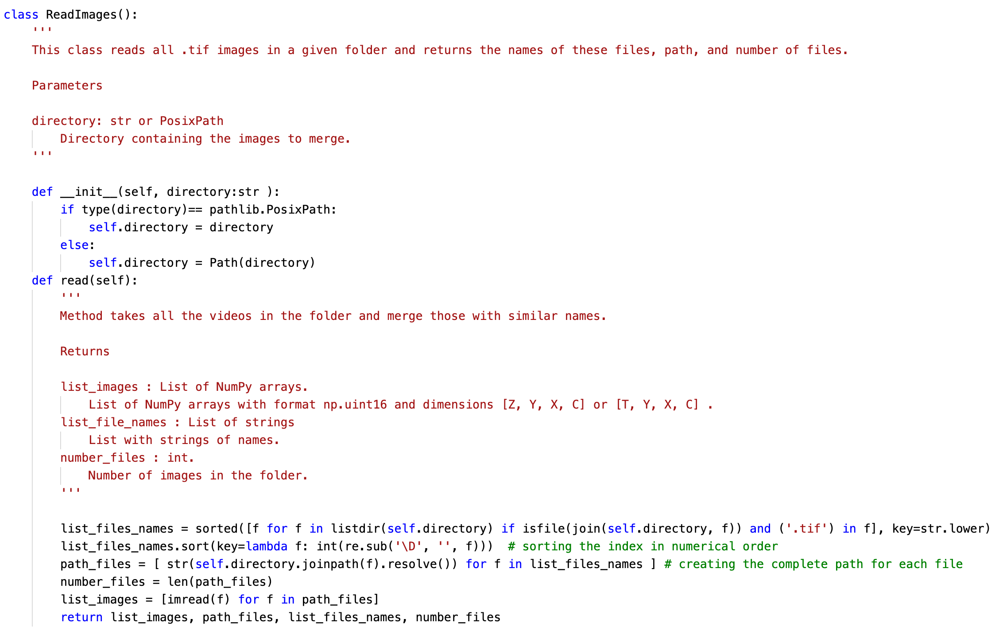 class ReadImages():
    '''
    This class reads all .tif images in a given folder and returns the names of these files, path, and number of files.

    Parameters

    directory: str or PosixPath
        Directory containing the images to merge.
    '''

    def __init__(self, directory:str ):
        if type(directory)== pathlib.PosixPath:
            self.directory = directory
        else:
            self.directory = Path(directory)
    def read(self):
        '''
        Method takes all the videos in the folder and merge those with similar names.

        Returns

        list_images : List of NumPy arrays.
            List of NumPy arrays with format np.uint16 and dimensions [Z, Y, X, C] or [T, Y, X, C] .
        list_file_names : List of strings
            List with strings of names.
        number_files : int.
            Number of images in the folder.
        '''

        list_files_names = sorted([f for f in listdir(self.directory) if isfile(join(self.directory, f)) and ('.tif') in f], key=str.lower)
        list_files_names.sort(key=lambda f: int(re.sub('\D', '', f)))  # sorting the index in numerical order
        path_files = [ str(self.directory.joinpath(f).resolve()) for f in list_files_names ] # creating the complete path for each file
        number_files = len(path_files)
        list_images = [imread(f) for f in path_files]
        return list_images, path_files, list_files_names, number_files